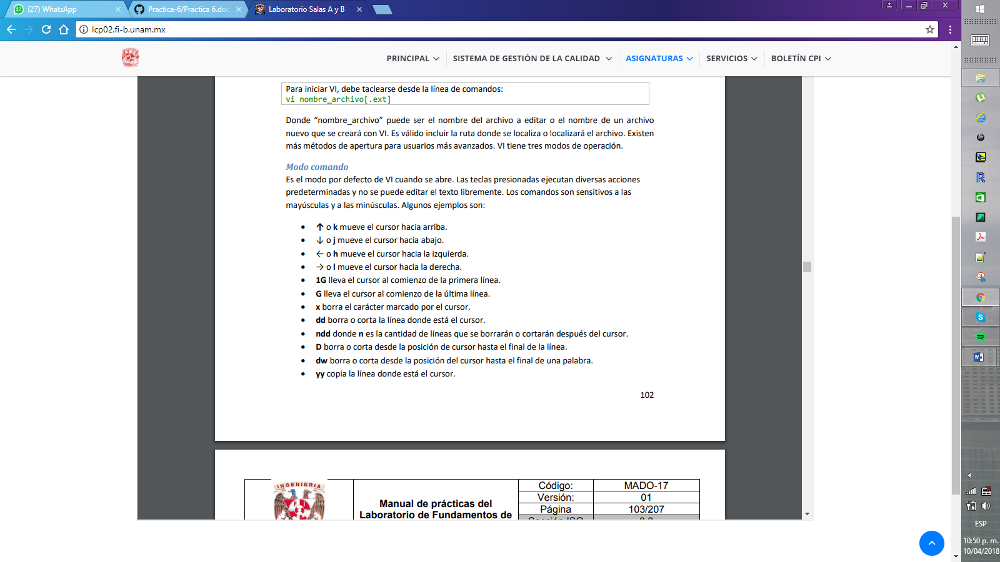 (27) WhatsApp
Practica-6/Practica 6.doc
Laboratorio Salas A y B
lcp02.fi-b.unam.mx
PRINCIPAL
SISTEMA DE GESTIÓN DE LA CALIDAD
ASIGNATURAS
SERVICIOS
BOLETÍN CPI
Para iniciar VI, debe taclearse desde la línea de comandos:
vi nombre_archivo[.ext]
Donde “nombre_archivo” puede ser el nombre del archivo a editar o el nombre de un archivo
nuevo que se creará con VI. Es válido incluir la ruta donde se localiza o localizará el archivo. Existen
más métodos de apertura para usuarios más avanzados. VI tiene tres modos de operación.
Modo comando
Es el modo por defecto de VI cuando se abre. Las teclas presionadas ejecutan diversas acciones
predeterminadas y no se puede editar el texto libremente. Los comandos son sensitivos a las
mayúsculas y a las minúsculas. Algunos ejemplos son:
• ↑ o k mueve el cursor hacia arriba.
• ↓ o j mueve el cursor hacia abajo.
• ← o h mueve el cursor hacia la izquierda.
• → o l mueve el cursor hacia la derecha.
• 1G lleva el cursor al comienzo de la primera línea.
• G lleva el cursor al comienzo de la última línea.
• x borra el carácter marcado por el cursor.
• dd borra o corta la línea donde está el cursor.
• ndd donde n es la cantidad de líneas que se borrarán o cortarán después del cursor.
• D borra o corta desde la posición de cursor hasta el final de la línea.
• dw borra o corta desde la posición del cursor hasta el final de una palabra.
• yy copia la línea donde está el cursor.
102
INGENIERIA
F I
Manual de prácticas del
Laboratorio de Fundamentos de
Código: MADO-17
Versión: 01
Página 103/207
Sección ISO 8.3
ESP
10:50 p. m.
10/04/2018